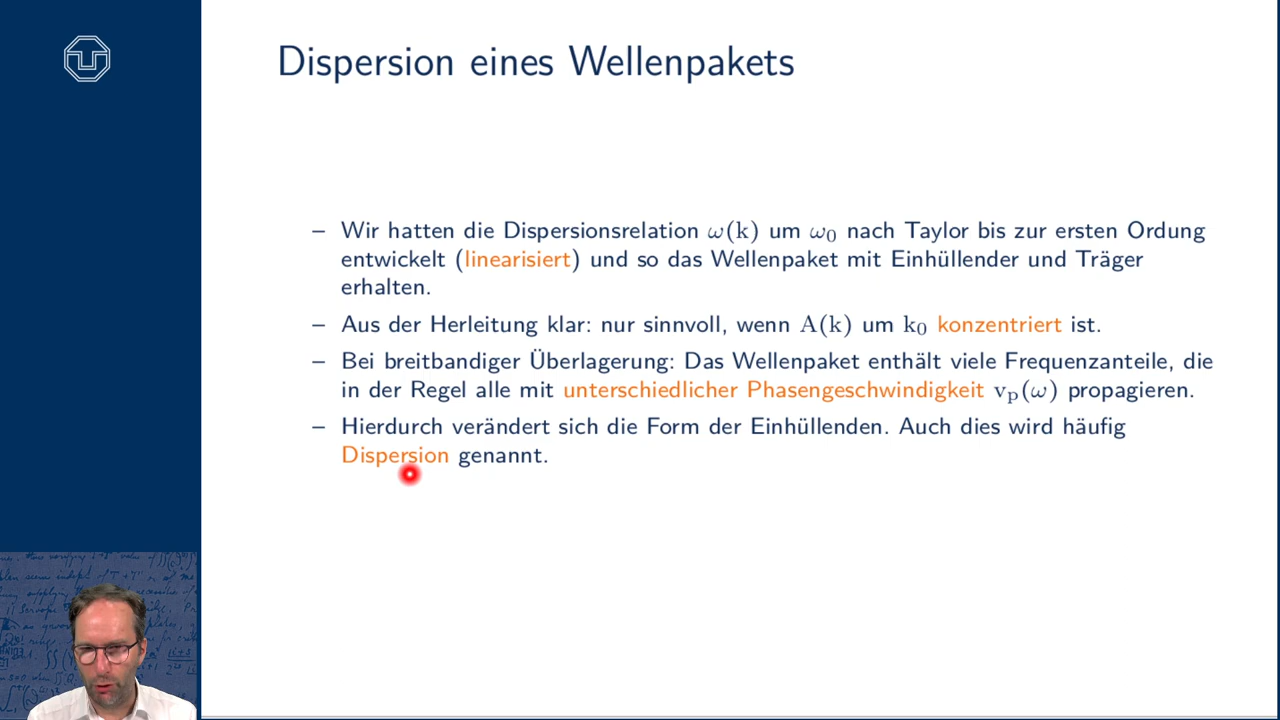 Dispersion eines Wellenpakets
– Wir hatten die Dispersionsrelation ω(k) um ω₀ nach Taylor bis zur ersten Ordung
entwickelt (linearisiert) und so das Wellenpaket mit Einhüllender und Träger
erhalten.
– Aus der Herleitung klar: nur sinnvoll, wenn A(k) um k₀ konzentriert ist.
– Bei breitbandiger Überlagerung: Das Wellenpaket enthält viele Frequenzanteile, die
in der Regel alle mit unterschiedlicher Phasengeschwindigkeit vₚ(ω) propagieren.
– Hierdurch verändert sich die Form der Einhüllenden. Auch dies wird häufig
Dispersion genannt.